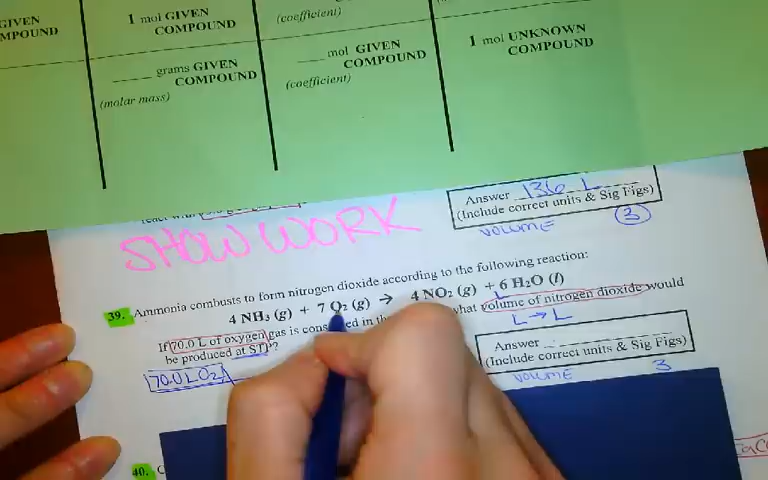 GIVEN
MPOUND
1 mol GIVEN
COMPOUND
(coefficient)
grams GIVEN
COMPOUND
(molar mass)
mol GIVEN
COMPOUND
(coefficient)
1 mol UNKNOWN
COMPOUND
SHOW WORK
Answer 136 L
(Include correct units & Sig Figs)
VOLUME 3
39. Ammonia combusts to form nitrogen dioxide according to the following reaction:
4 NH₃ (g) + 7 O₂ (g) → 4 NO₂ (g) + 6 H₂O (l)
If 70.0 L of oxygen gas is in the what volume of nitrogen dioxide would
be produced at STP?
L → L
70.0 L O₂
Answer
(Include correct units & Sig Figs)
VOLUME 3
40.